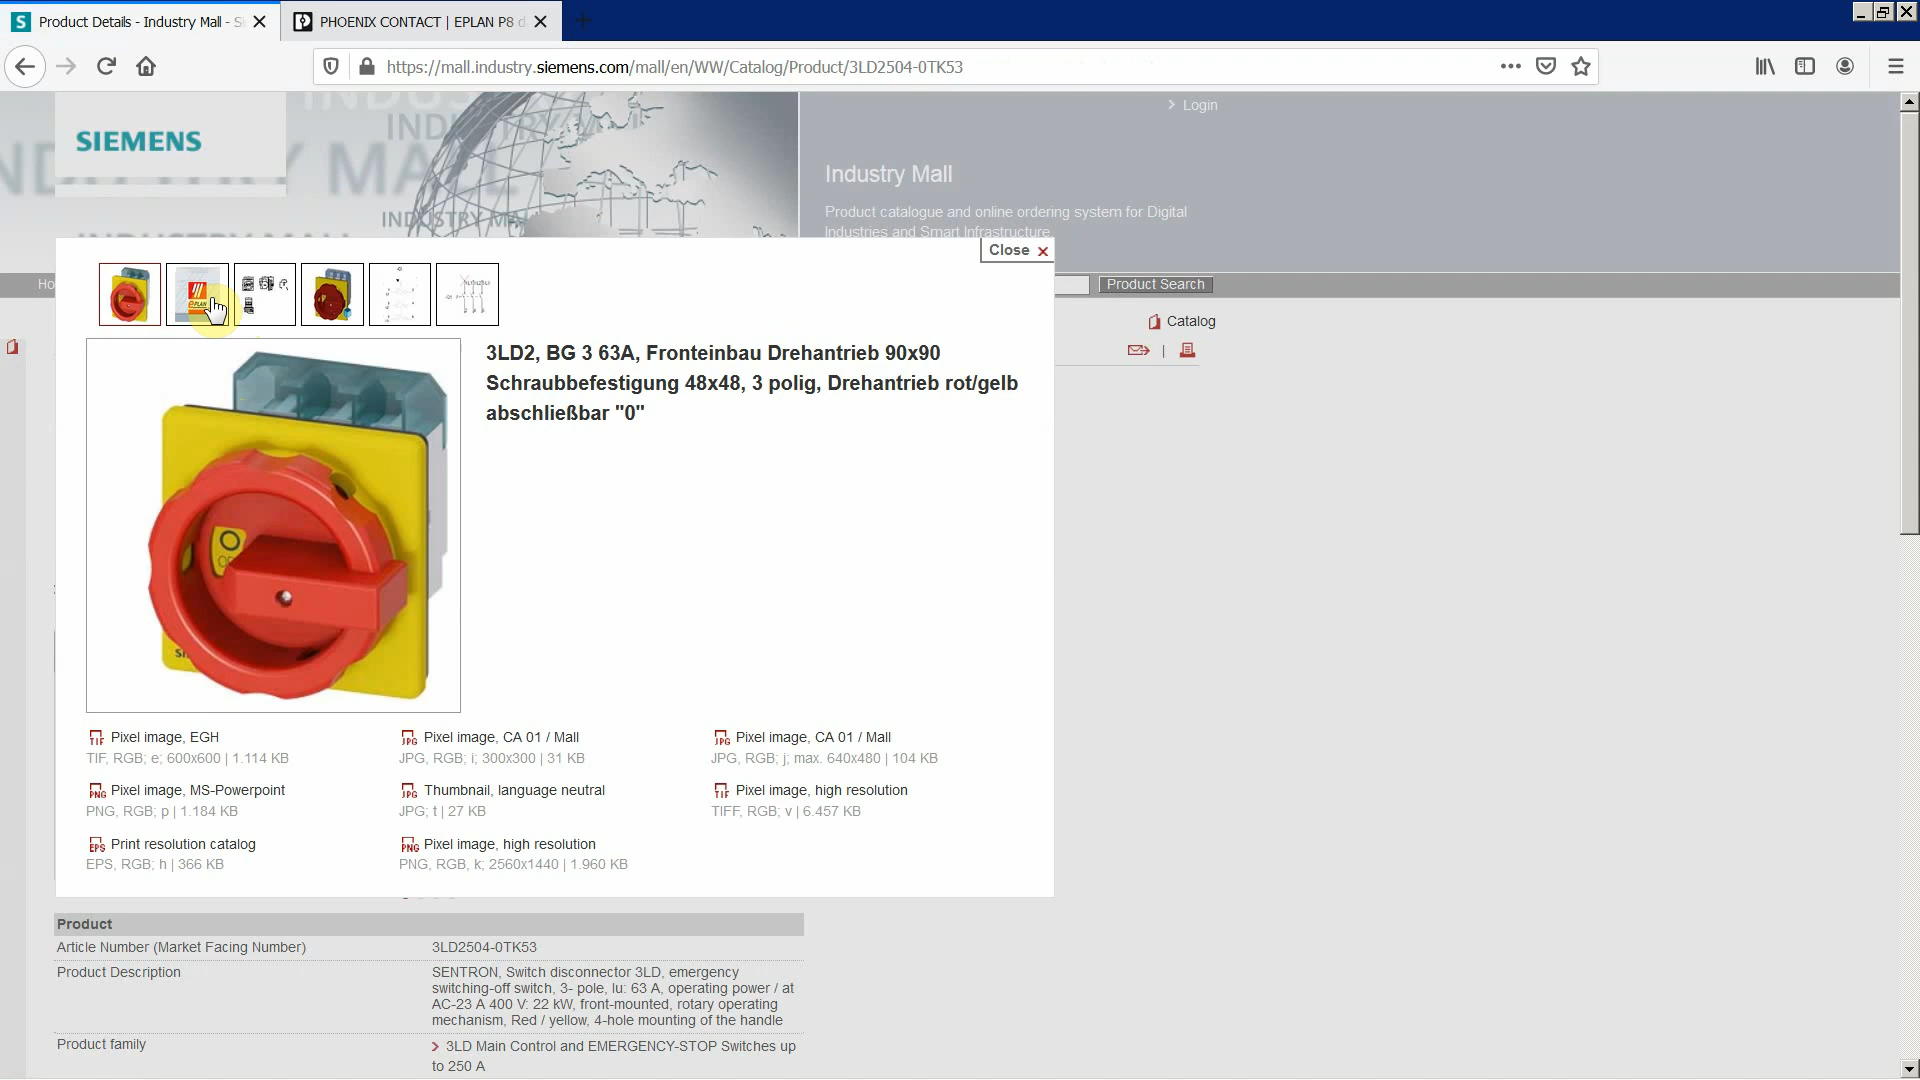 Product Details - Industry Mall - S
PHOENIX CONTACT | EPLAN P8 d
https://mall.industry.siemens.com/mall/en/WW/Catalog/Product/3LD2504-0TK53
SIEMENS
Login
Industry Mall
Product catalogue and online ordering system for Digital
Industries and Smart Infrastructure.
Close
Ho
Product Search
Catalog
3LD2, BG 3 63A, Fronteinbau Drehantrieb 90x90
Schraubbefestigung 48x48, 3 polig, Drehantrieb rot/gelb
abschließbar "0"
Pixel image, EGH
TIF, RGB; e; 600x600 | 1.114 KB
Pixel image, CA 01 / Mall
JPG, RGB; i; 300x300 | 31 KB
Pixel image, CA 01 / Mall
JPG, RGB; j; max. 640x480 | 104 KB
Pixel image, MS-Powerpoint
PNG, RGB; p | 1.184 KB
Thumbnail, language neutral
JPG; t | 27 KB
Pixel image, high resolution
TIFF, RGB; v | 6.457 KB
Print resolution catalog
EPS, RGB; h | 366 KB
Pixel image, high resolution
PNG, RGB, k; 2560x1440 | 1.960 KB
Product
Article Number (Market Facing Number)
3LD2504-0TK53
Product Description
SENTRON, Switch disconnector 3LD, emergency
switching-off switch, 3- pole, Iu: 63 A, operating power / at
AC-23 A 400 V: 22 kW, front-mounted, rotary operating
mechanism, Red / yellow, 4-hole mounting of the handle
Product family
3LD Main Control and EMERGENCY-STOP Switches up
to 250 A